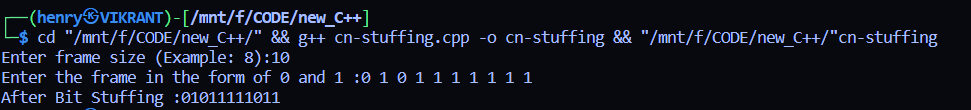 ┌──(henry㉿VIKRANT)-[/mnt/f/CODE/new_C++]
└─$ cd "/mnt/f/CODE/new_C++/" && g++ cn-stuffing.cpp -o cn-stuffing && "/mnt/f/CODE/new_C++/"cn-stuffing
Enter frame size (Example: 8):10
Enter the frame in the form of 0 and 1 :0 1 0 1 1 1 1 1 1 1 1
After Bit Stuffing :01011111011